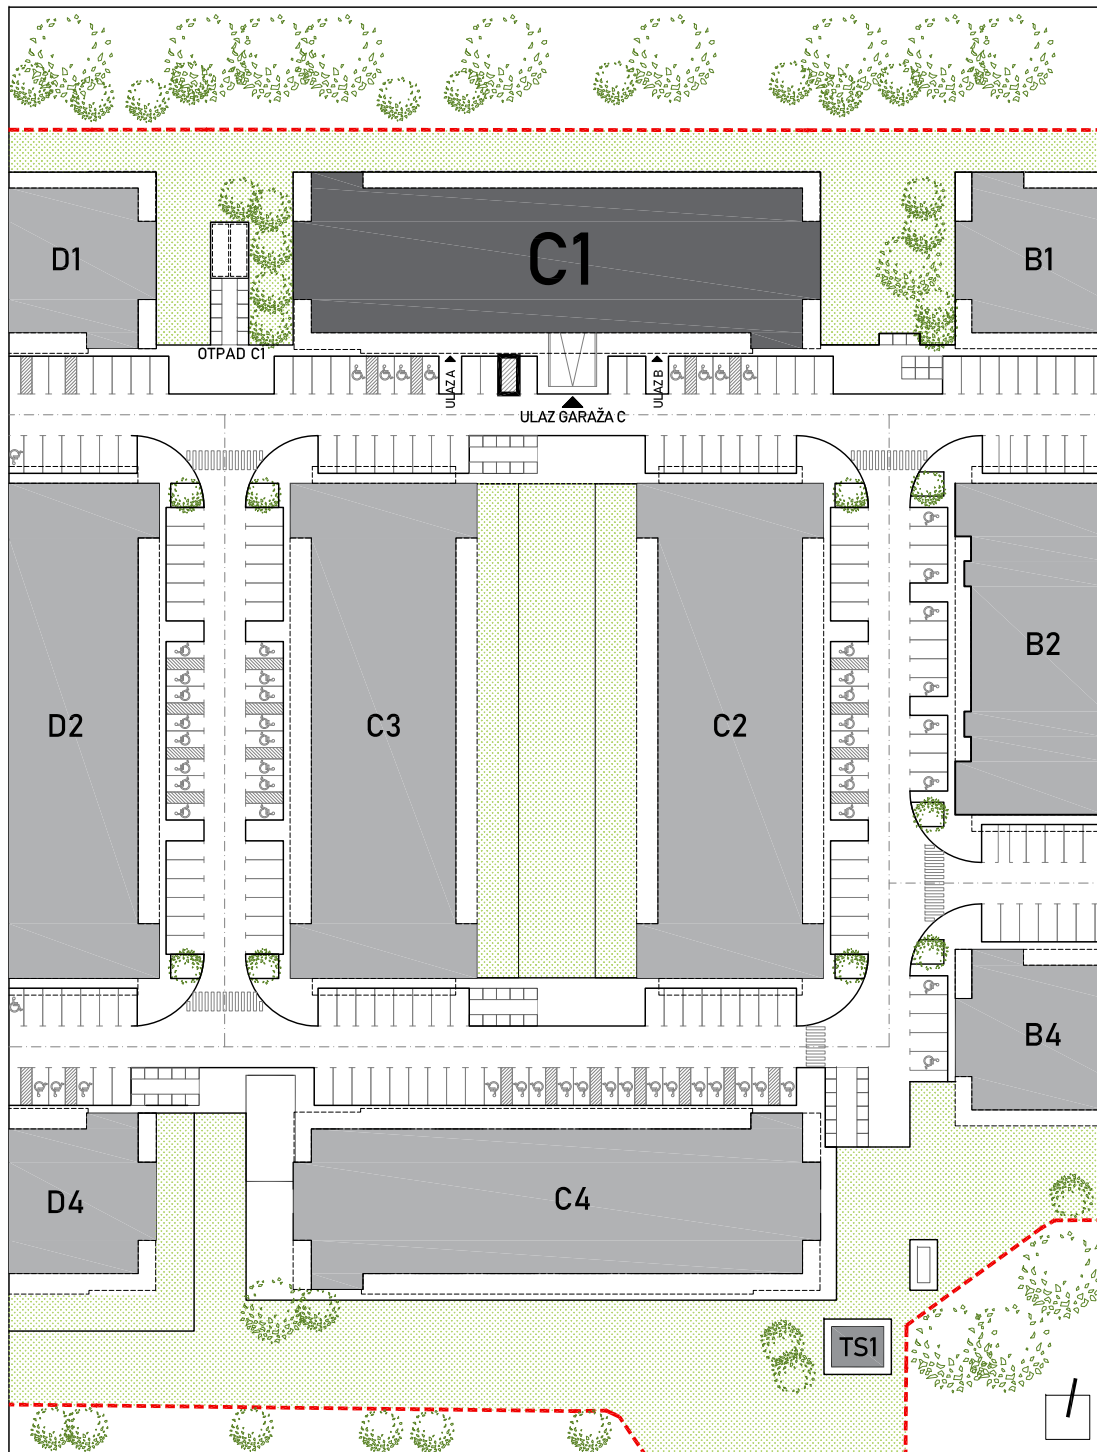 D1
C1
B1
OTPAD C1
ULAZ A
ULAZ B
ULAZ GARAŽA C
D2
C3
C2
B2
B4
D4
C4
TS1